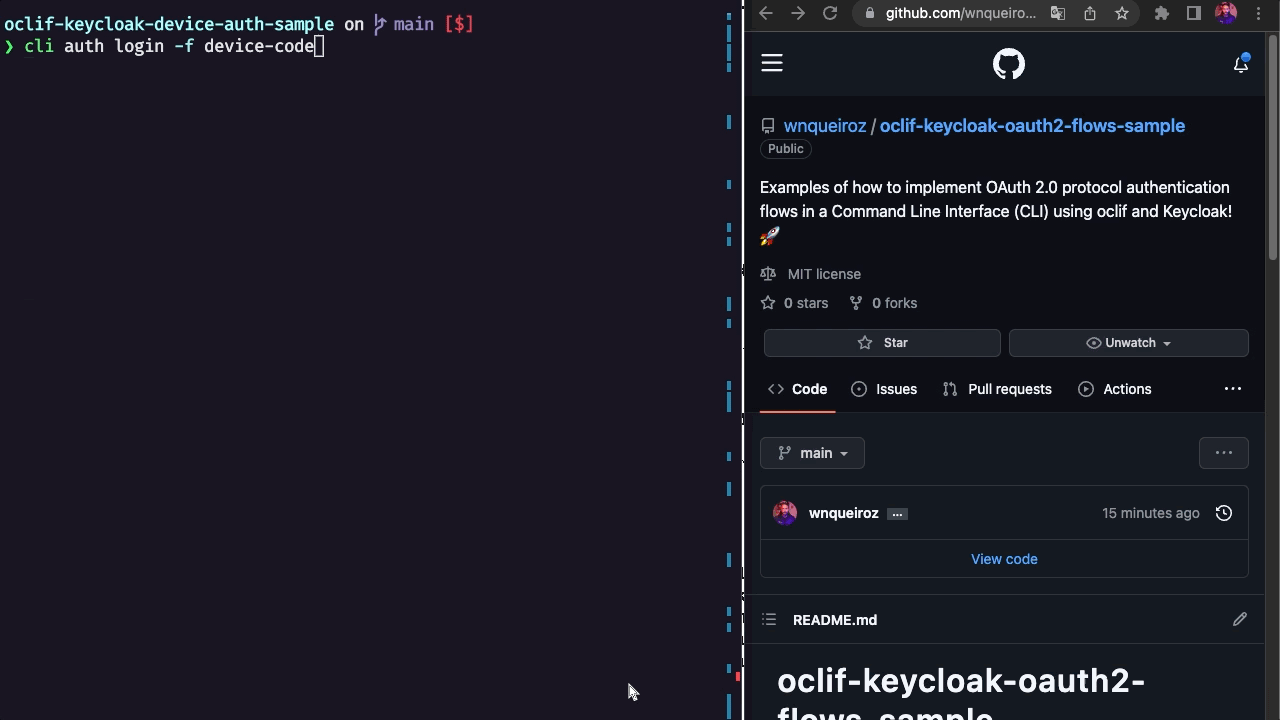 oclif-keycloak-device-auth-sample on main [$]
❯ cli auth login -f device-code
github.com/wnqueiro...
wnqueiroz / oclif-keycloak-oauth2-flows-sample
Public
Examples of how to implement OAuth 2.0 protocol authentication
flows in a Command Line Interface (CLI) using oclif and Keycloak!
🚀
MIT license
0 stars 0 forks
Star Unwatch
Code Issues Pull requests Actions ...
main ...
wnqueiroz ... 15 minutes ago
View code
README.md
oclif-keycloak-oauth2-
flows-sample